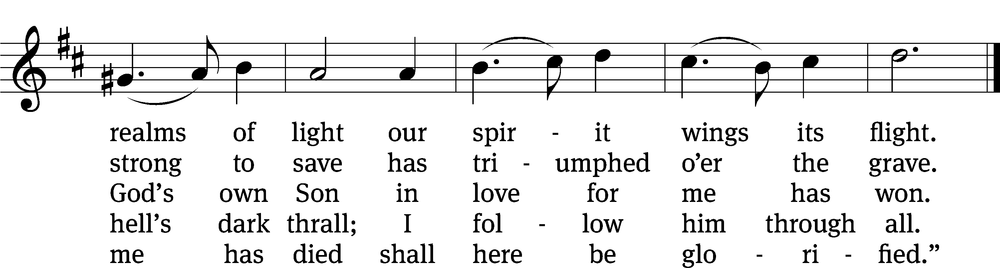 realms of light our spir - it wings its flight.
strong to save has tri - umphed o’er the grave.
God’s own Son in love for me has won.
hell’s dark thrall; I fol - low him through all.
me has died shall here be glo - ri - fied.”